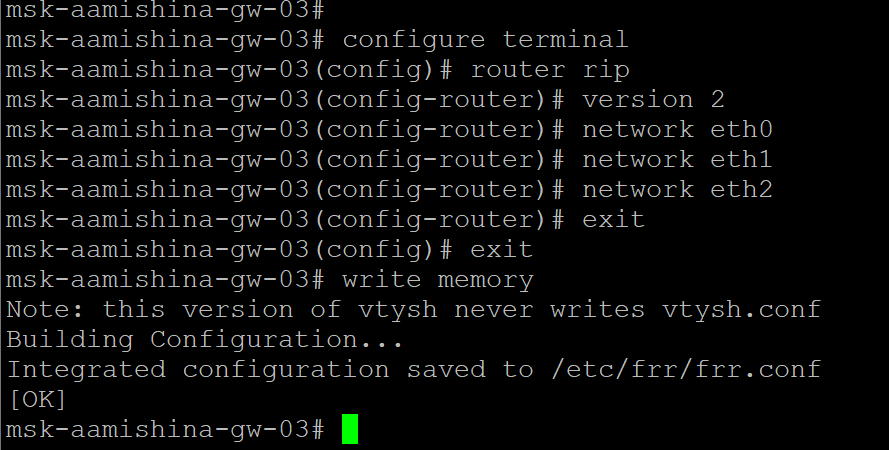 msk-aamishina-gw-03#
msk-aamishina-gw-03# configure terminal
msk-aamishina-gw-03(config)# router rip
msk-aamishina-gw-03(config-router)# version 2
msk-aamishina-gw-03(config-router)# network eth0
msk-aamishina-gw-03(config-router)# network eth1
msk-aamishina-gw-03(config-router)# network eth2
msk-aamishina-gw-03(config-router)# exit
msk-aamishina-gw-03(config)# exit
msk-aamishina-gw-03# write memory
Note: this version of vtysh never writes vtysh.conf
Building Configuration...
Integrated configuration saved to /etc/frr/frr.conf
[OK]
msk-aamishina-gw-03#